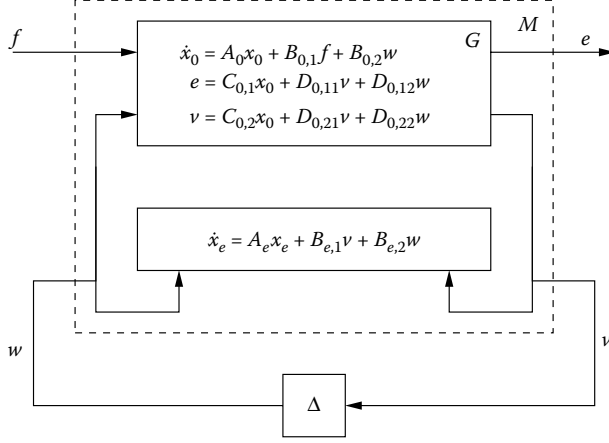 f
M
e
G
ẋ₀ = A₀x₀ + B₀,₁f + B₀,₂w
e = C₀,₁x₀ + D₀,₁₁v + D₀,₁₂w
v = C₀,₂x₀ + D₀,₂₁v + D₀,₂₂w
ẋₑ = Aₑxₑ + Bₑ,₁v + Bₑ,₂w
w
v
Δ